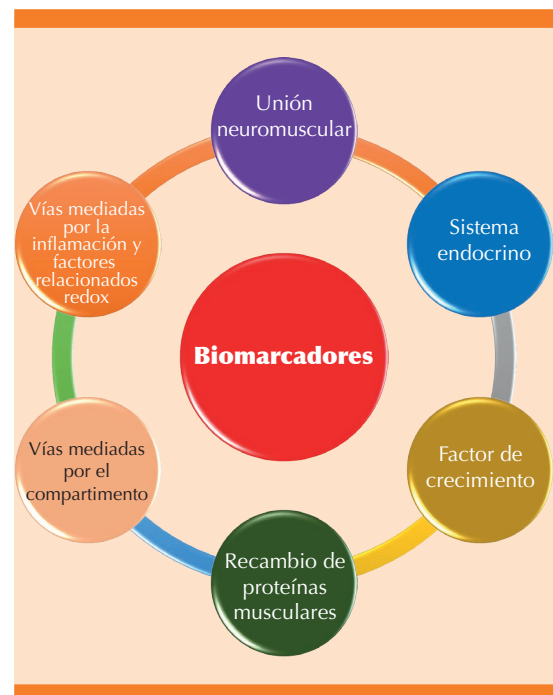 Unión
neuromuscular
Sistema
endocrino
Factor de
crecimiento
Recambio de
proteínas
musculares
Vías mediadas
por el
compartimento
Vías mediadas
por la
inflamación y
factores
relacionados
redox
Biomarcadores